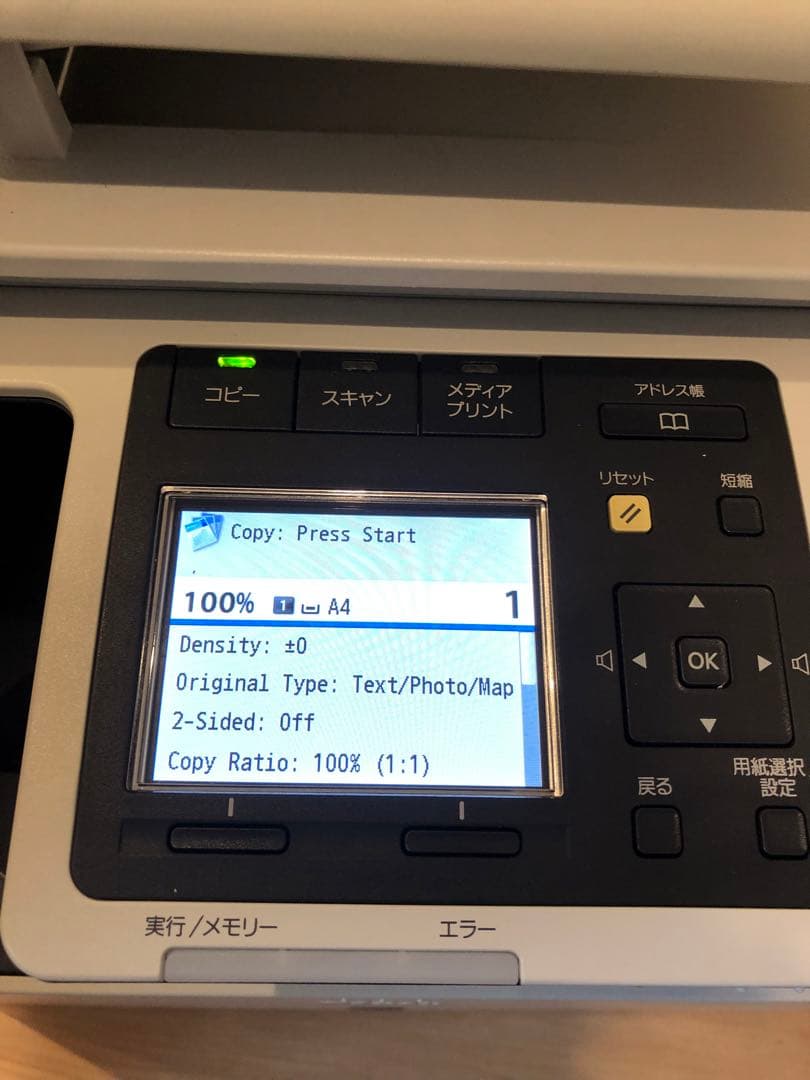 コピー
スキャン
メディア
プリント
アドレス帳
リセット
短縮
Copy: Press Start
100% 1 A4 1
Density: ±0
Original Type: Text/Photo/Map
2-Sided: Off
Copy Ratio: 100% (1:1)
OK
戻る
用紙選択
設定
実行/メモリー
エラー